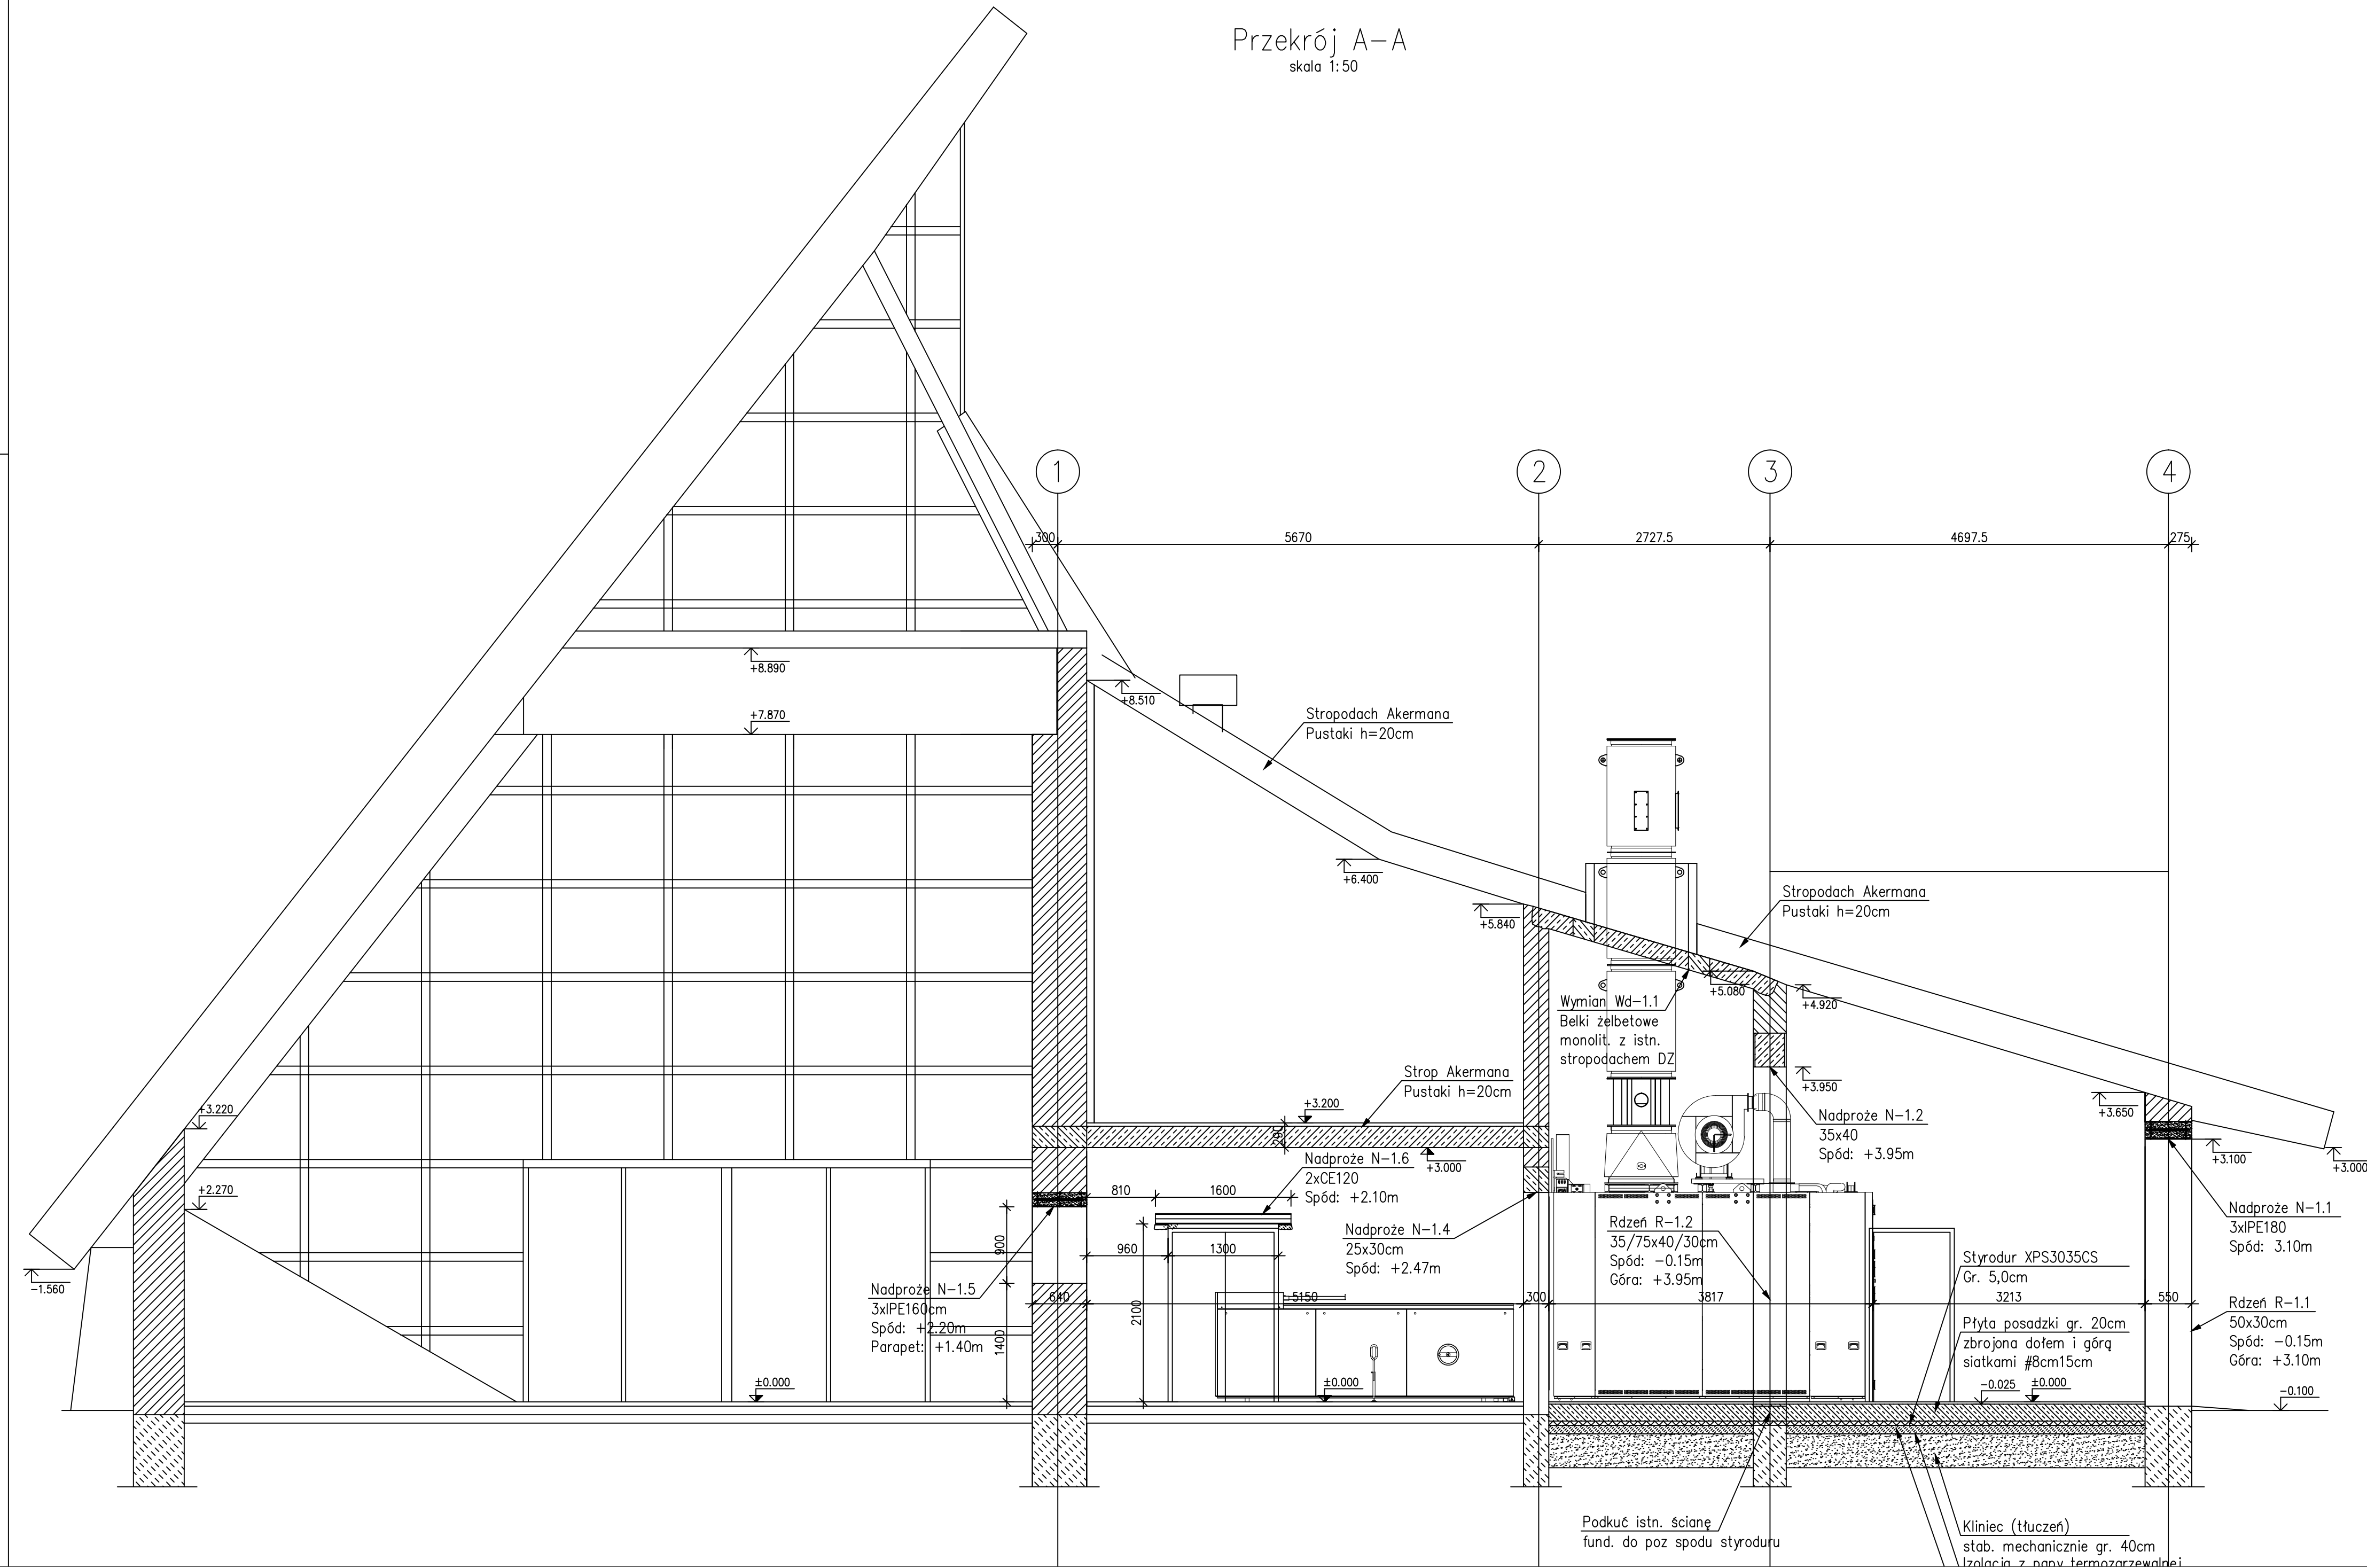 Przekrój A-A
skala 1:50
1
2
3
4
300
5670
2727.5
4697.5
275
+8.890
+7.870
+8.510
Stropodach Akermana
Pustaki h=20cm
+6.400
+5.840
Stropodach Akermana
Pustaki h=20cm
+5.080
+4.920
Wymian Wd-1.1
Belki żelbetowe
monolit. z istn.
stropodachem DZ
+3.950
Strop Akermana
Pustaki h=20cm
+3.200
290
+3.000
+3.220
+2.270
-1.560
Nadproże N-1.2
35x40
Spód: +3.95m
+3.650
+3.100
+3.000
Nadproże N-1.6
2xCE120
Spód: +2.10m
810
1600
960
1300
Nadproże N-1.4
25x30cm
Spód: +2.47m
Rdzeń R-1.2
35/75x40/30cm
Spód: -0.15m
Góra: +3.95m
Nadproże N-1.1
3xIPE180
Spód: 3.10m
Styrodur XPS3035CS
Gr. 5,0cm
900
1400
2100
Nadproże N-1.5
3xIPE160cm
Spód: +2.20m
Parapet: +1.40m
640
5150
300
3817
3213
550
Rdzeń R-1.1
50x30cm
Spód: -0.15m
Góra: +3.10m
Płyta posadzki gr. 20cm
zbrojona dołem i górą
siatkami #8cm15cm
±0.000
±0.000
-0.025
±0.000
-0.100
Podkuć istn. ścianę
fund. do poz spodu styroduru
Kliniec (tłuczeń)
stab. mechanicznie gr. 40cm
Izolacja z papy termozgrzewalnej